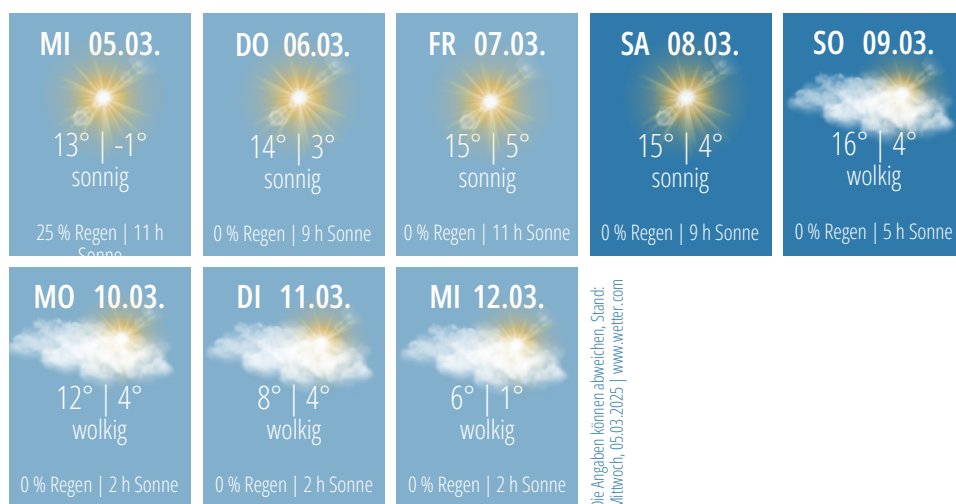 MI 05.03.
13° | -1°
sonnig
25 % Regen | 11 h
Sonne
DO 06.03.
14° | 3°
sonnig
0 % Regen | 9 h Sonne
FR 07.03.
15° | 5°
sonnig
0 % Regen | 11 h Sonne
SA 08.03.
15° | 4°
sonnig
0 % Regen | 9 h Sonne
SO 09.03.
16° | 4°
wolkig
0 % Regen | 5 h Sonne
MO 10.03.
12° | 4°
wolkig
0 % Regen | 2 h Sonne
DI 11.03.
8° | 4°
wolkig
0 % Regen | 2 h Sonne
MI 12.03.
6° | 1°
wolkig
0 % Regen | 2 h Sonne
Die Angaben können abweichen, Stand:
Mittwoch, 05.03.2025 | www.wetter.com